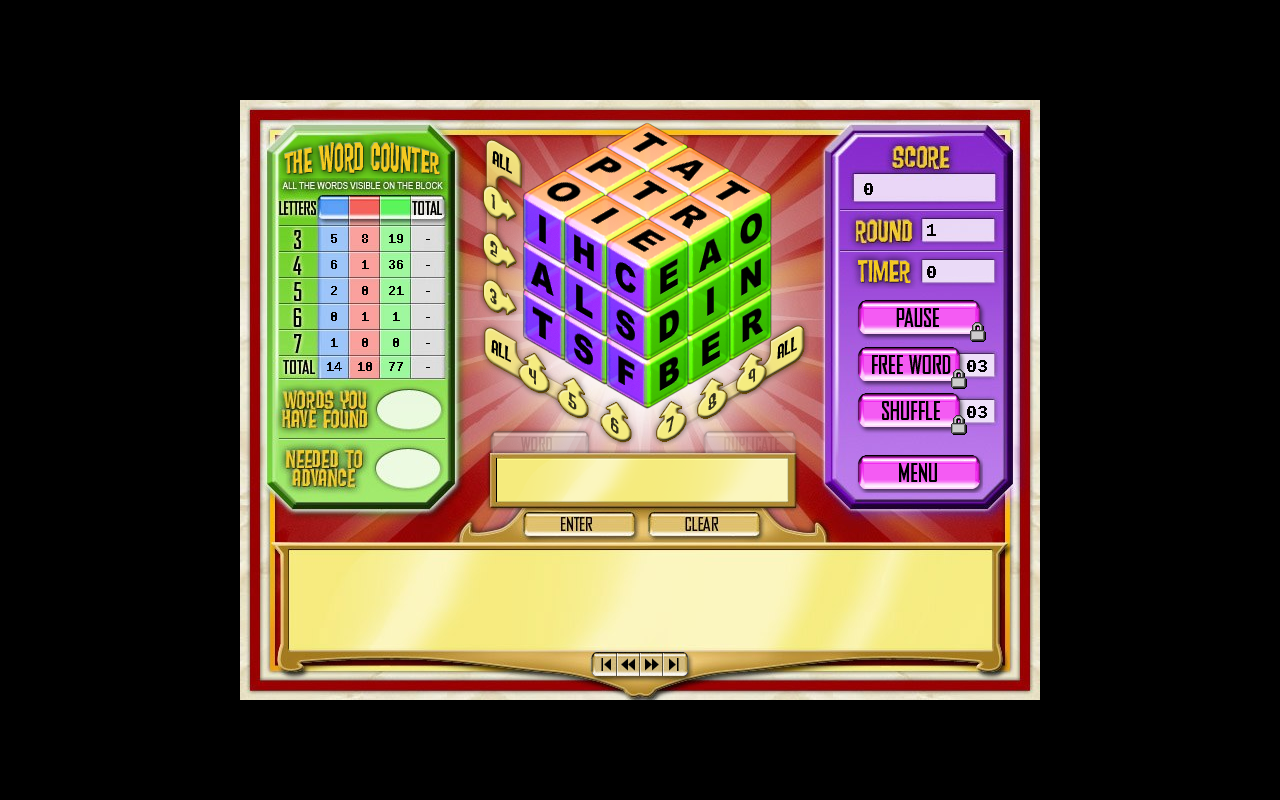 THE WORD COUNTER
ALL THE WORDS VISIBLE ON THE BLOCK
LETTERS TOTAL
3 5 8 19 -
4 6 1 36 -
5 2 0 21 -
6 0 1 1 -
7 1 0 0 -
TOTAL 14 10 77 -
WORDS YOU
HAVE FOUND
NEEDED TO
ADVANCE
ALL
1
2
3
ALL
4
5
6
7
8
9
ALL
T A T
P T R
O I E
I H C
A L S
T S F
E A O
D I N
B E R
WORD
DUPLICATE
ENTER
CLEAR
SCORE
0
ROUND 1
TIMER 0
PAUSE
FREE WORD 03
SHUFFLE 03
MENU